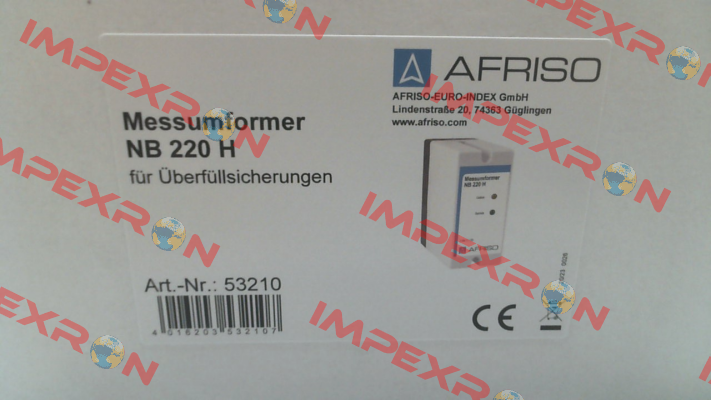 AFRISO
AFRISO-EURO-INDEX GmbH
Lindenstraße 20, 74363 Güglingen
www.afriso.com
Messumformer
NB 220 H
für Überfüllsicherungen
Messumformer
NB 220 H
AFRISO
Art.-Nr.: 53210
4 016203 532107
CE
IMPEXRON
IMPEXRON
IMPEXRON
IMPEXRON
IMPEXRON
IMPEXRON